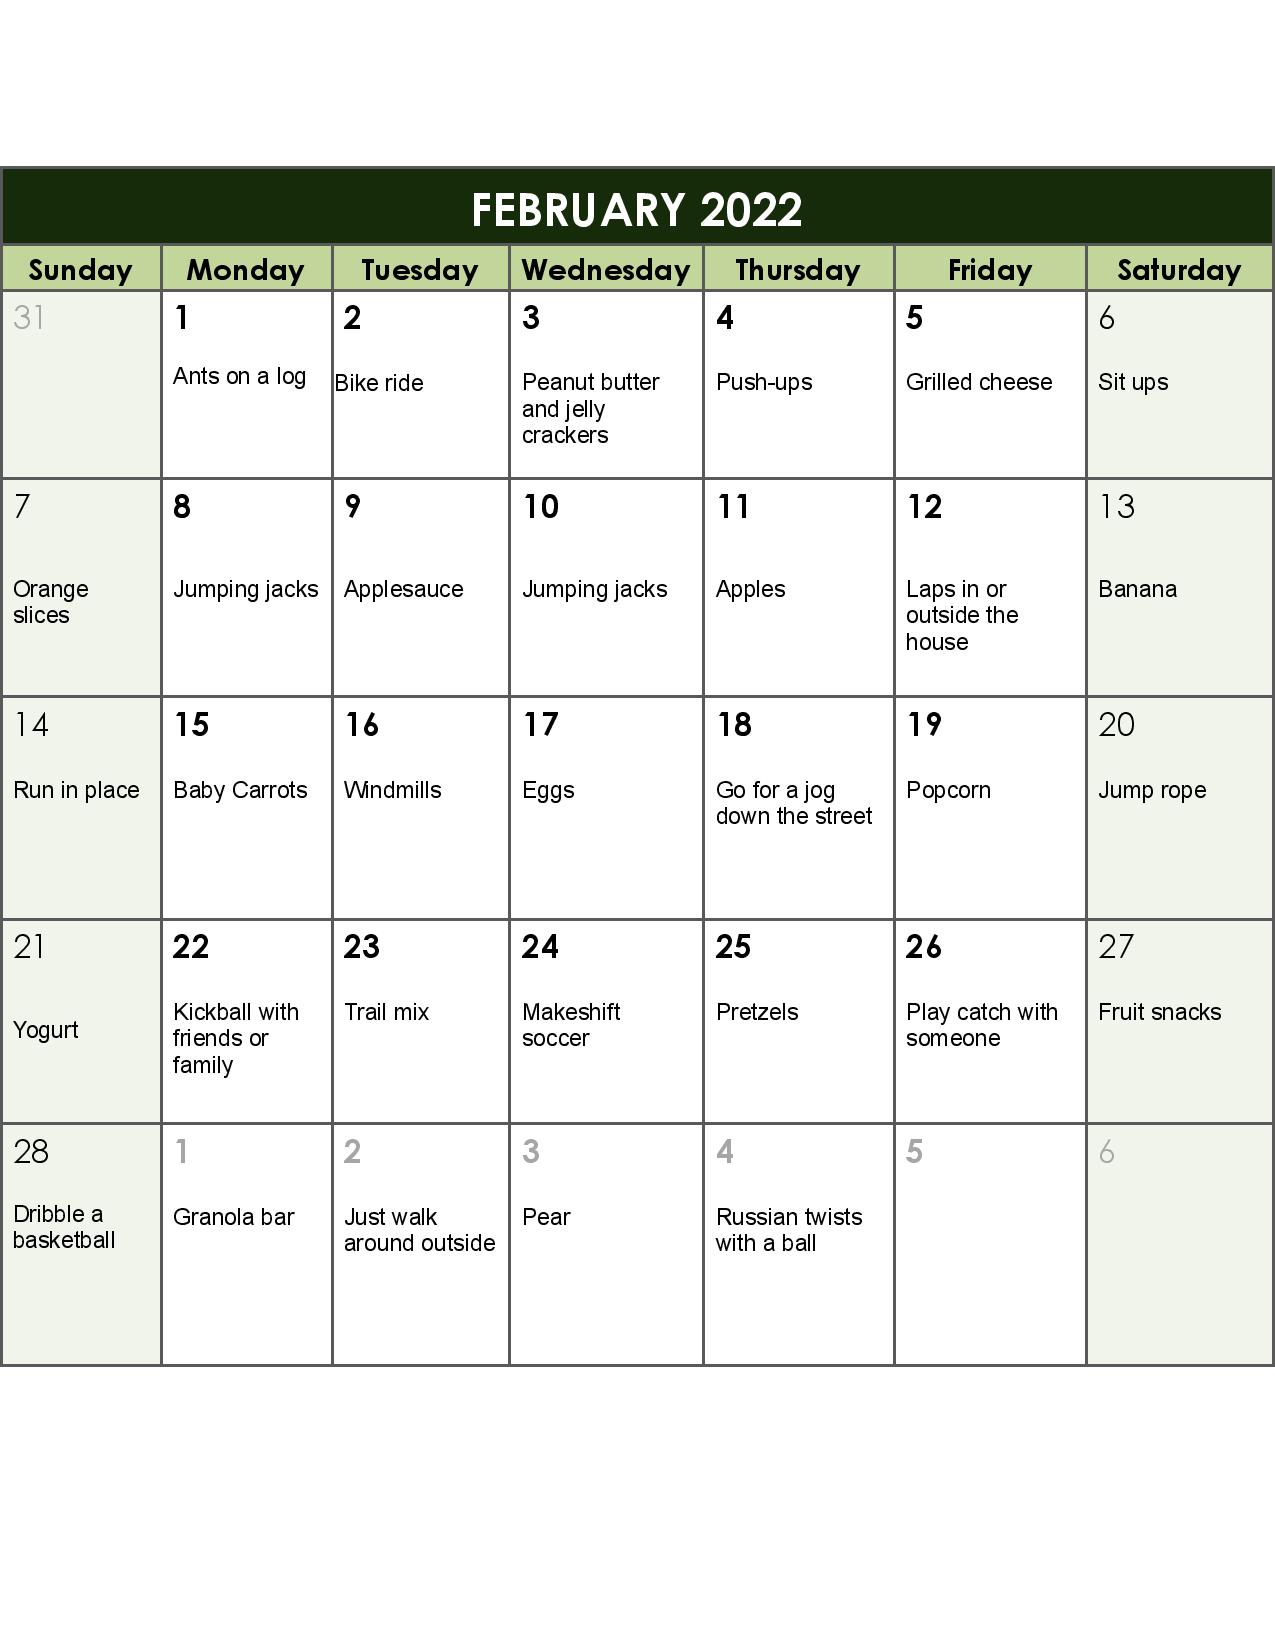 FEBRUARY 2022
Sunday Monday Tuesday Wednesday Thursday Friday Saturday
31 1 2 3 4 5 6
Ants on a log Bike ride Peanut butter Push-ups Grilled cheese Sit ups
and jelly
crackers
7 8 9 10 11 12 13
Orange Jumping jacks Applesauce Jumping jacks Apples Laps in or Banana
slices outside the
house
14 15 16 17 18 19 20
Run in place Baby Carrots Windmills Eggs Go for a jog Popcorn Jump rope
down the street
21 22 23 24 25 26 27
Yogurt Kickball with Trail mix Makeshift Pretzels Play catch with Fruit snacks
friends or soccer someone
family
28 1 2 3 4 5 6
Dribble a Granola bar Just walk Pear Russian twists
basketball around outside with a ball